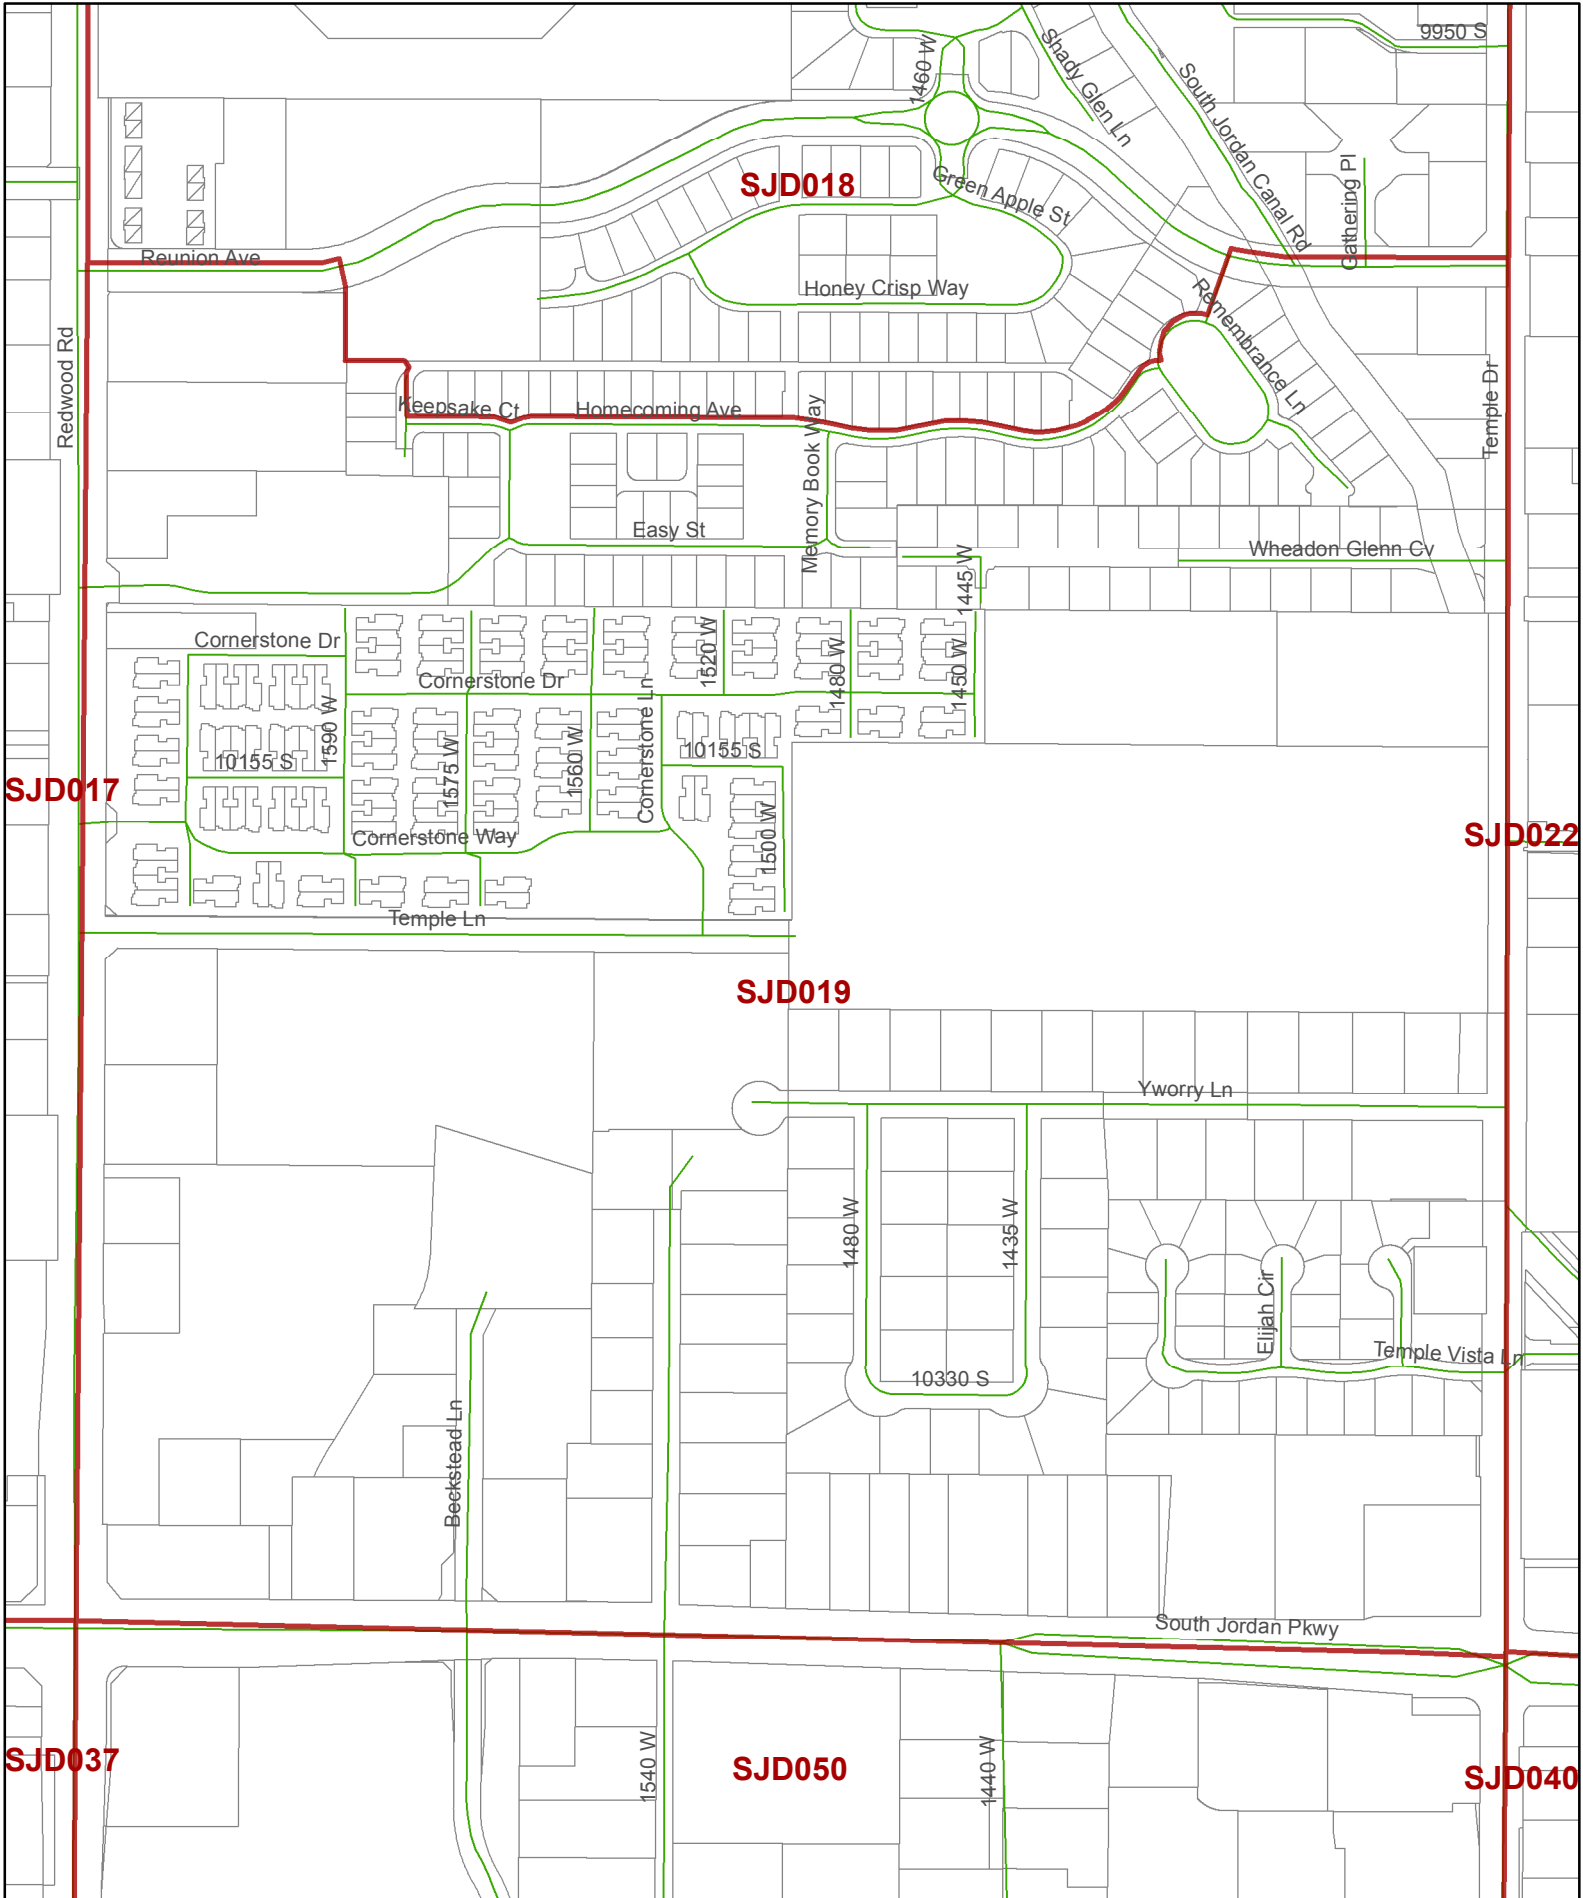 9950 S
Shady Glen Ln
1460 W
South Jordan Canal Rd
SJD018
Green Apple St
Gathering Pl
Reunion Ave
Honey Crisp Way
Remembrance Ln
Redwood Rd
Temple Dr
Keepsake Ct
Homecoming Ave
Memory Book Way
Easy St
Wheadon Glenn Cv
1445 W
Cornerstone Dr
1520 W
1480 W
1450 W
Cornerstone Dr
1590 W
Cornerstone Ln
10155 S
10155 S
1575 W
1560 W
SJD017
1500 W
SJD022
Cornerstone Way
Temple Ln
SJD019
Yworry Ln
1480 W
1435 W
Elijah Cir
Temple Vista Ln
10330 S
Beckstead Ln
South Jordan Pkwy
SJD037
1540 W
SJD050
1440 W
SJD040